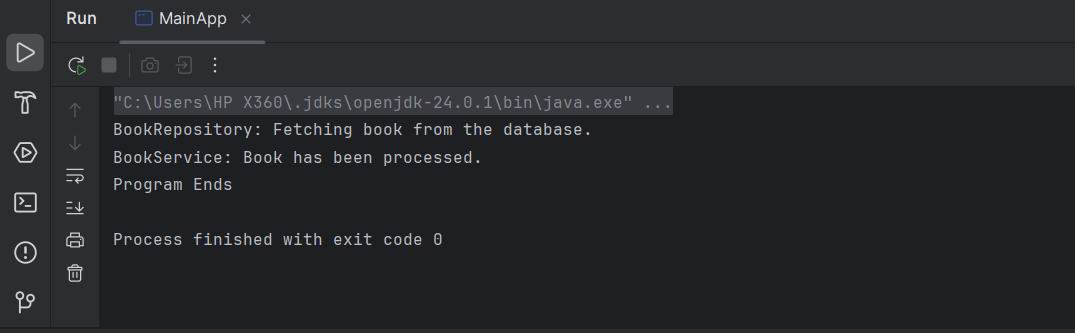 Run MainApp
"C:\Users\HP X360\.jdks\openjdk-24.0.1\bin\java.exe" ...
BookRepository: Fetching book from the database.
BookService: Book has been processed.
Program Ends
Process finished with exit code 0